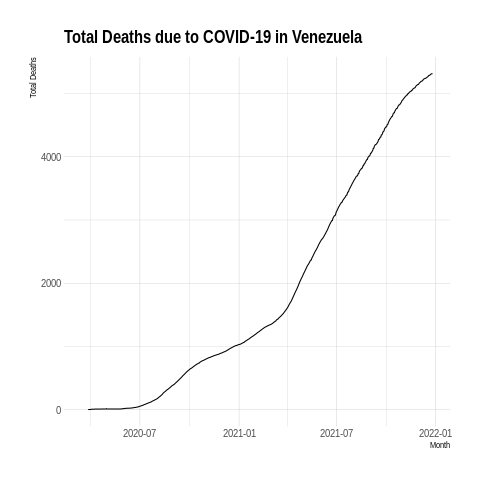 Total Deaths due to COVID-19 in Venezuela
Total Deaths
4000
2000
0
2020-07 2021-01 2021-07 2022-01
Month